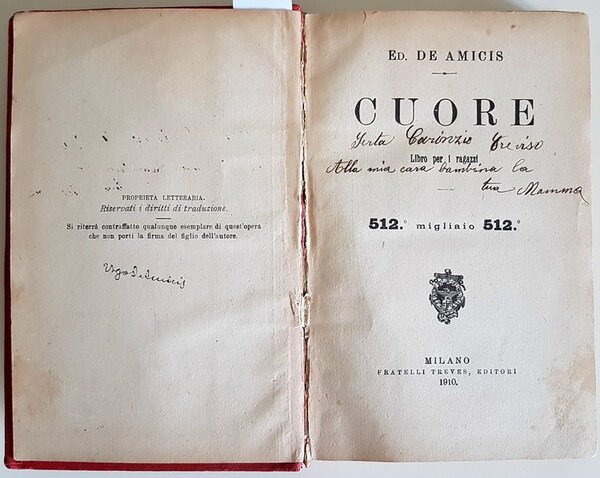 PROPRIETÀ LETTERARIA.
Riservati i diritti di traduzione.
Si riterrà contraffatto qualunque esemplare di quest'opera
che non porti la firma del figlio dell'autore.
Ugo De Amicis
ED. DE AMICIS
CUORE
Treviso
Libro per i ragazzi
Alla mia cara bambina la
tua Mamma
512.° migliaio 512.°
MILANO
FRATELLI TREVES, EDITORI
1910.